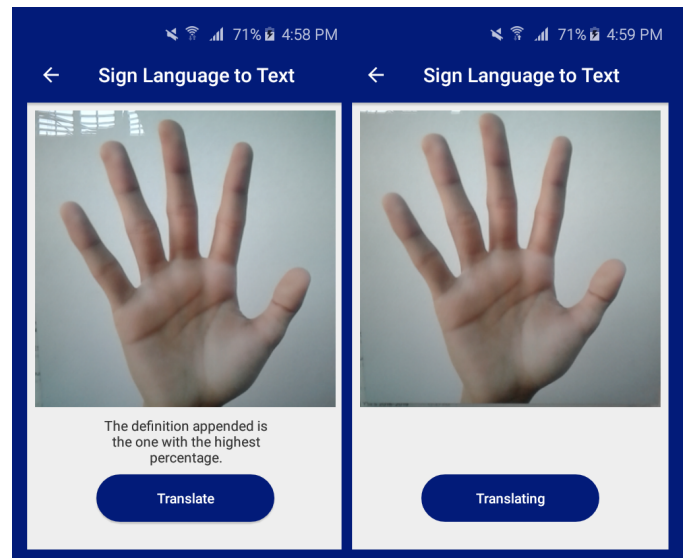 71% 4:58 PM
Sign Language to Text
The definition appended is
the one with the highest
percentage.
Translate
71% 4:59 PM
Sign Language to Text
Translating